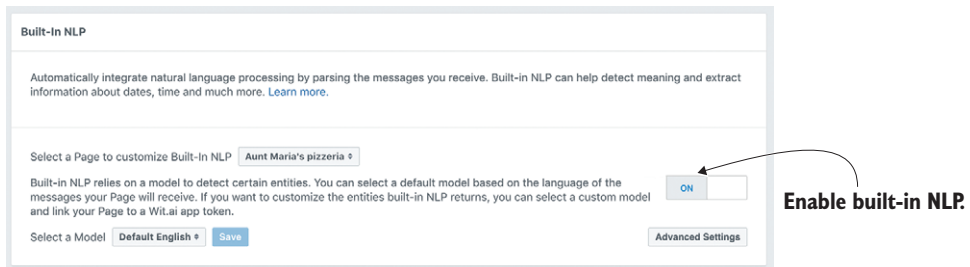 Built-In NLP
Automatically integrate natural language processing by parsing the messages you receive. Built-in NLP can help detect meaning and extract
information about dates, time and much more. Learn more.
Select a Page to customize Built-In NLP Aunt Maria's pizzeria
Built-in NLP relies on a model to detect certain entities. You can select a default model based on the language of the
messages your Page will receive. If you want to customize the entities built-in NLP returns, you can select a custom model
and link your Page to a Wit.ai app token.
ON
Enable built-in NLP.
Select a Model Default English Save Advanced Settings